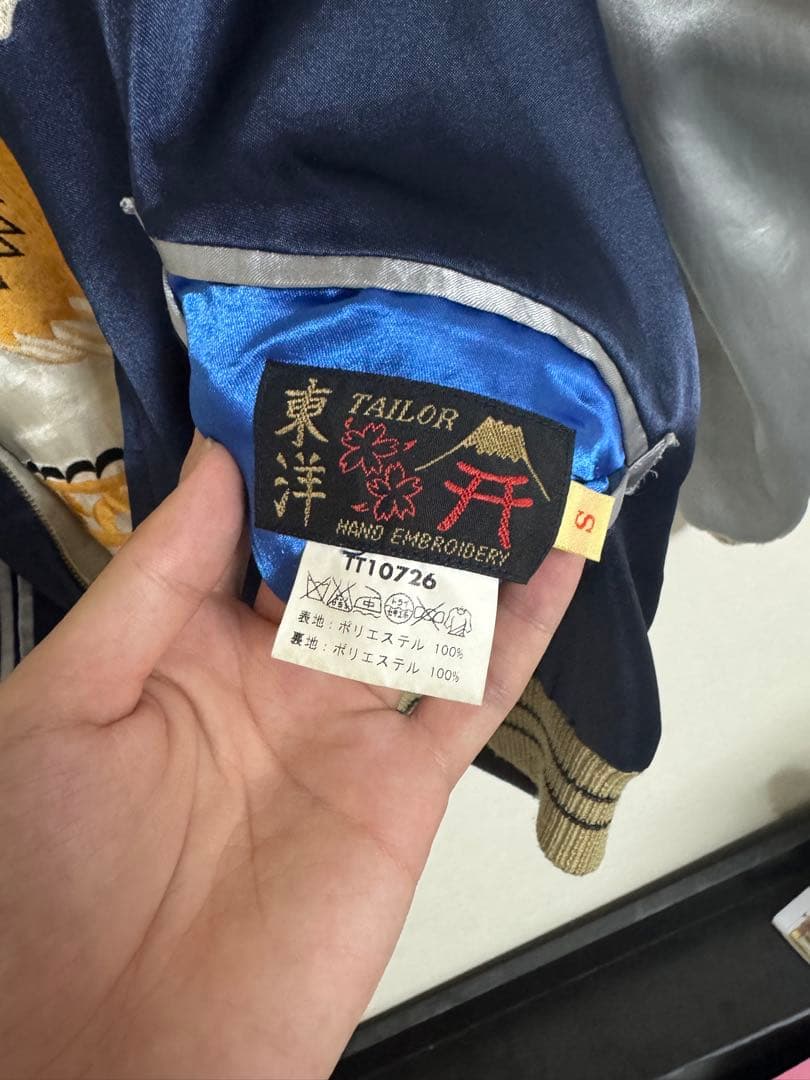 東洋
TAILOR
HAND EMBROIDERY
S
TT10726
表地:ポリエステル 100%
裏地:ポリエステル 100%